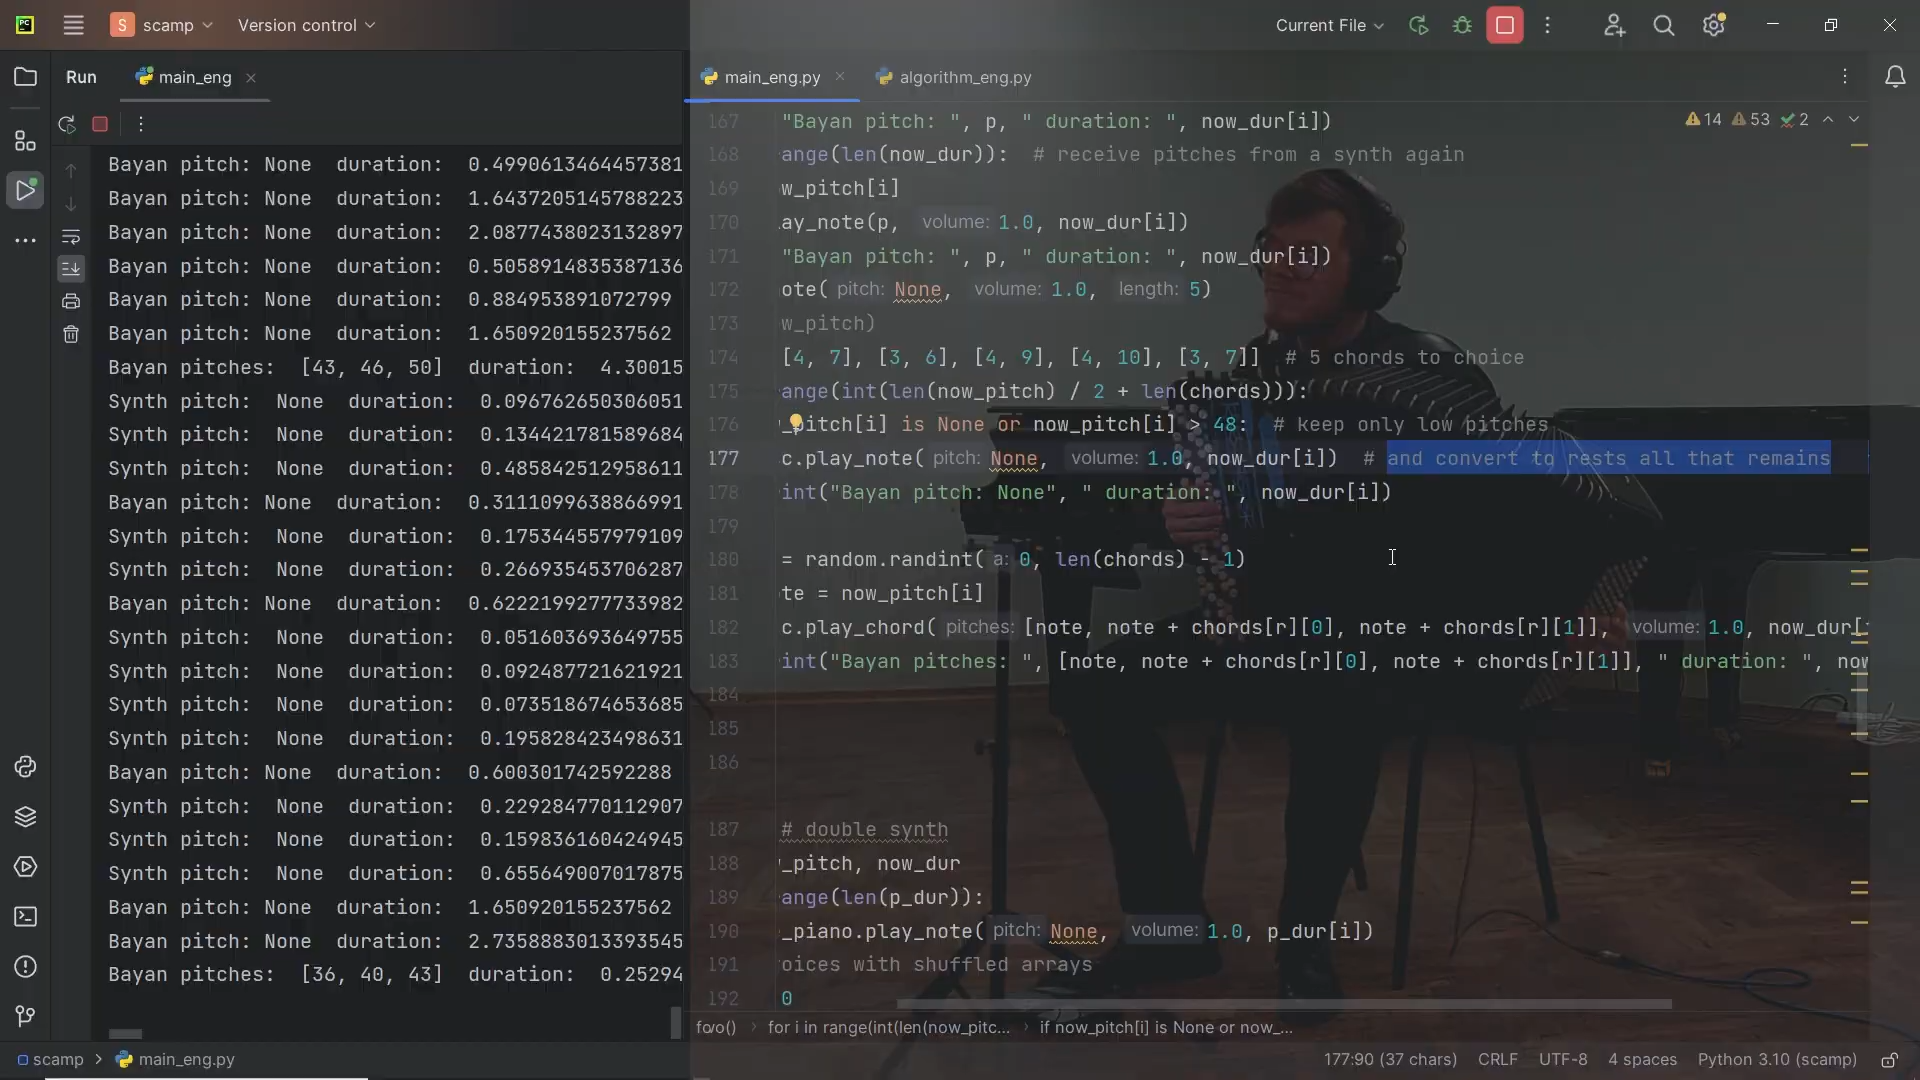 PC S scamp Version control Current File
Run main_eng
main_eng.py algorithm_eng.py
Bayan pitch: None duration: 0.4990613464457381
Bayan pitch: None duration: 1.6437205145788223
Bayan pitch: None duration: 2.0877438023132897
Bayan pitch: None duration: 0.5058914835387136
Bayan pitch: None duration: 0.884953891072799
Bayan pitch: None duration: 1.650920155237562
Bayan pitches: [43, 46, 50] duration: 4.30015
Synth pitch: None duration: 0.096762650306051
Synth pitch: None duration: 0.134421781589684
Synth pitch: None duration: 0.485842512958611
Bayan pitch: None duration: 0.3111099638866991
Synth pitch: None duration: 0.175344557979109
Synth pitch: None duration: 0.266935453706287
Bayan pitch: None duration: 0.6222199277733982
Synth pitch: None duration: 0.051603693649755
Synth pitch: None duration: 0.092487721621921
Synth pitch: None duration: 0.073518674653685
Synth pitch: None duration: 0.195828423498631
Bayan pitch: None duration: 0.600301742592288
Synth pitch: None duration: 0.229284770112907
Synth pitch: None duration: 0.159836160424945
Synth pitch: None duration: 0.655649007017875
Bayan pitch: None duration: 1.650920155237562
Bayan pitch: None duration: 2.7358883013393545
Bayan pitches: [36, 40, 43] duration: 0.25294
14 53 2
167 "Bayan pitch: ", p, " duration: ", now_dur[i])
168 ange(len(now_dur)): # receive pitches from a synth again
169 w_pitch[i]
170 ay_note(p, volume: 1.0, now_dur[i])
171 "Bayan pitch: ", p, " duration: ", now_dur[i])
172 ote( pitch: None, volume: 1.0, length: 5)
173 w_pitch)
174 [4, 7], [3, 6], [4, 9], [4, 10], [3, 7]] # 5 chords to choice
175 ange(int(len(now_pitch) / 2 + len(chords))):
176 _pitch[i] is None or now_pitch[i] > 48: # keep only low pitches
177 c.play_note( pitch: None, volume: 1.0, now_dur[i]) # and convert to rests all that remains
178 int("Bayan pitch: None", " duration: ", now_dur[i])
179
180 = random.randint( a: 0, len(chords) - 1)
181 te = now_pitch[i]
182 c.play_chord( pitches: [note, note + chords[r][0], note + chords[r][1]], volume: 1.0, now_dur[
183 int("Bayan pitches: ", [note, note + chords[r][0], note + chords[r][1]], " duration: ", now
184
185
186
187 # double synth
188 _pitch, now_dur
189 ange(len(p_dur)):
190 _piano.play_note( pitch: None, volume: 1.0, p_dur[i])
191 oices with shuffled arrays
192 0
for i in range(int(len(now_pitc... if now_pitch[i] is None or now_...
scamp > main_eng.py 177:90 (37 chars) CRLF UTF-8 4 spaces Python 3.10 (scamp)